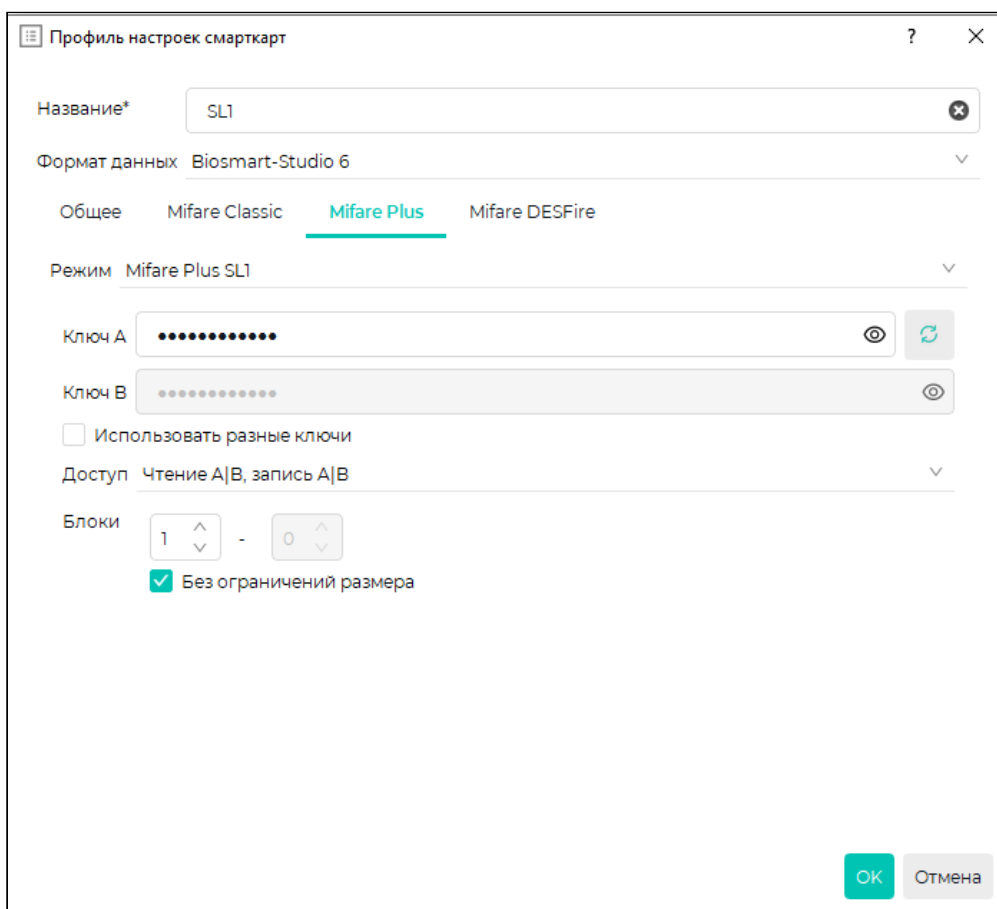 Профиль настроек смарткарт ?
Название* SL1
Формат данных Biosmart-Studio 6
Общее Mifare Classic Mifare Plus Mifare DESFire
Режим Mifare Plus SL1
Ключ A ••••••••••••
Ключ B ••••••••••••
Использовать разные ключи
Доступ Чтение A|B, запись A|B
Блоки 1 - 0
Без ограничений размера
OK Отмена